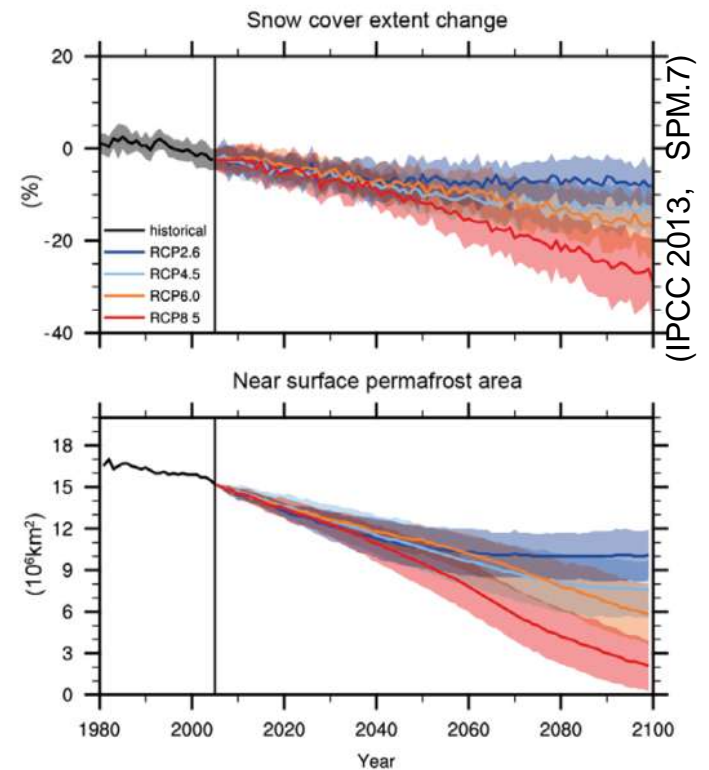 Snow cover extent change
20
0
-20
-40
(%)
historical
RCP2.6
RCP4.5
RCP6.0
RCP8 5
(IPCC 2013, SPM.7)
Near surface permafrost area
18
15
12
9
6
3
0
(10⁶km²)
1980 2000 2020 2040 2060 2080 2100
Year